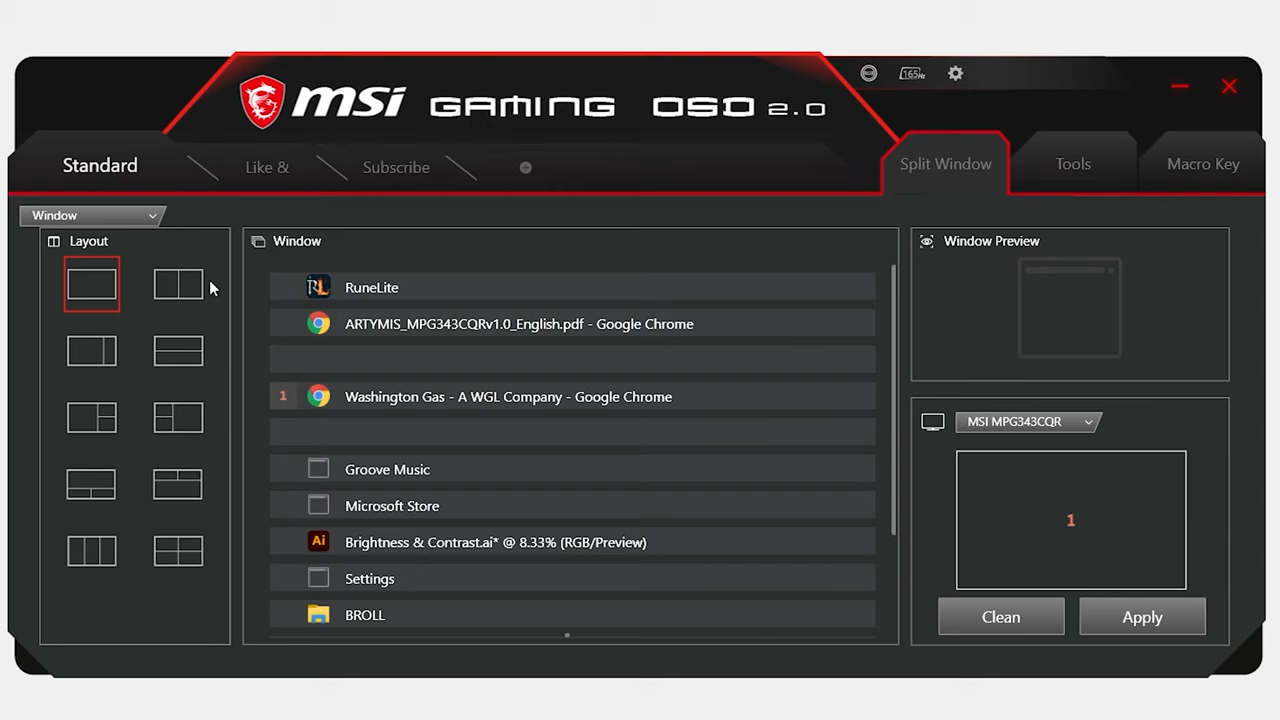 msi GAMING OSD 2.0
RGB 165Hz
Standard Like & Subscribe Split Window Tools Macro Key
Window
Layout
Window
RuneLite
ARTYMIS_MPG343CQRv1.0_English.pdf - Google Chrome
1 Washington Gas - A WGL Company - Google Chrome
Groove Music
Microsoft Store
Ai Brightness & Contrast.ai* @ 8.33% (RGB/Preview)
Settings
BROLL
Window Preview
MSI MPG343CQR
1
Clean Apply